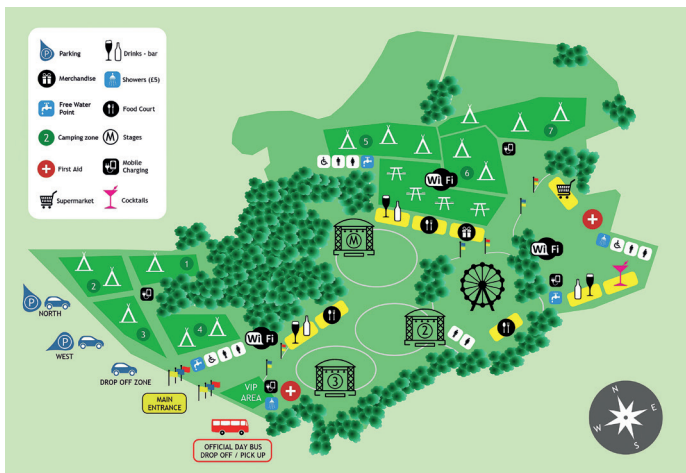 P
Parking
Drinks - bar
Merchandise
Showers (£5)
Free Water
Point
Food Court
2
Camping zone
M
Stages
First Aid
Mobile
Charging
Supermarket
Cocktails
5
7
6
Wi Fi
M
Wi Fi
1
2
3
4
P
NORTH
P
WEST
DROP OFF ZONE
Wi Fi
2
3
MAIN
ENTRANCE
VIP
AREA
OFFICIAL DAY BUS
DROP OFF / PICK UP
N
E
S
W